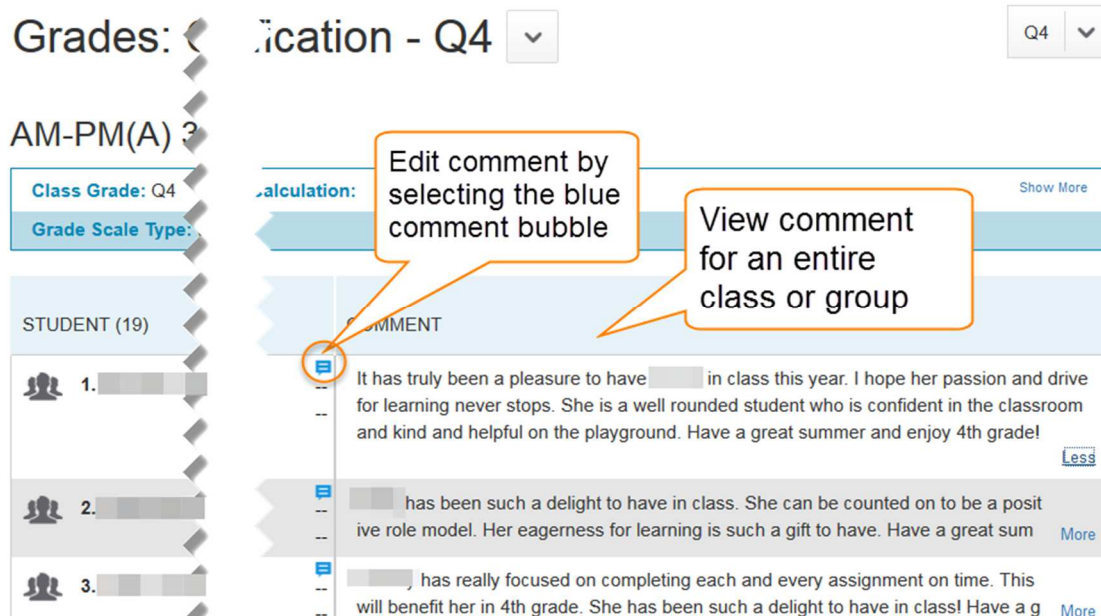 Grades: ication - Q4
Q4
AM-PM(A) 3
Edit comment by
selecting the blue
comment bubble
Class Grade: Q4 alculation:
Show More
Grade Scale Type:
View comment
for an entire
class or group
STUDENT (19)
COMMENT
1.
It has truly been a pleasure to have in class this year. I hope her passion and drive
--
for learning never stops. She is a well rounded student who is confident in the classroom
--
and kind and helpful on the playground. Have a great summer and enjoy 4th grade!
Less
2.
has been such a delight to have in class. She can be counted on to be a posit
--
ive role model. Her eagerness for learning is such a gift to have. Have a great sum
--
More
3.
has really focused on completing each and every assignment on time. This
--
will benefit her in 4th grade. She has been such a delight to have in class! Have a g
--
More